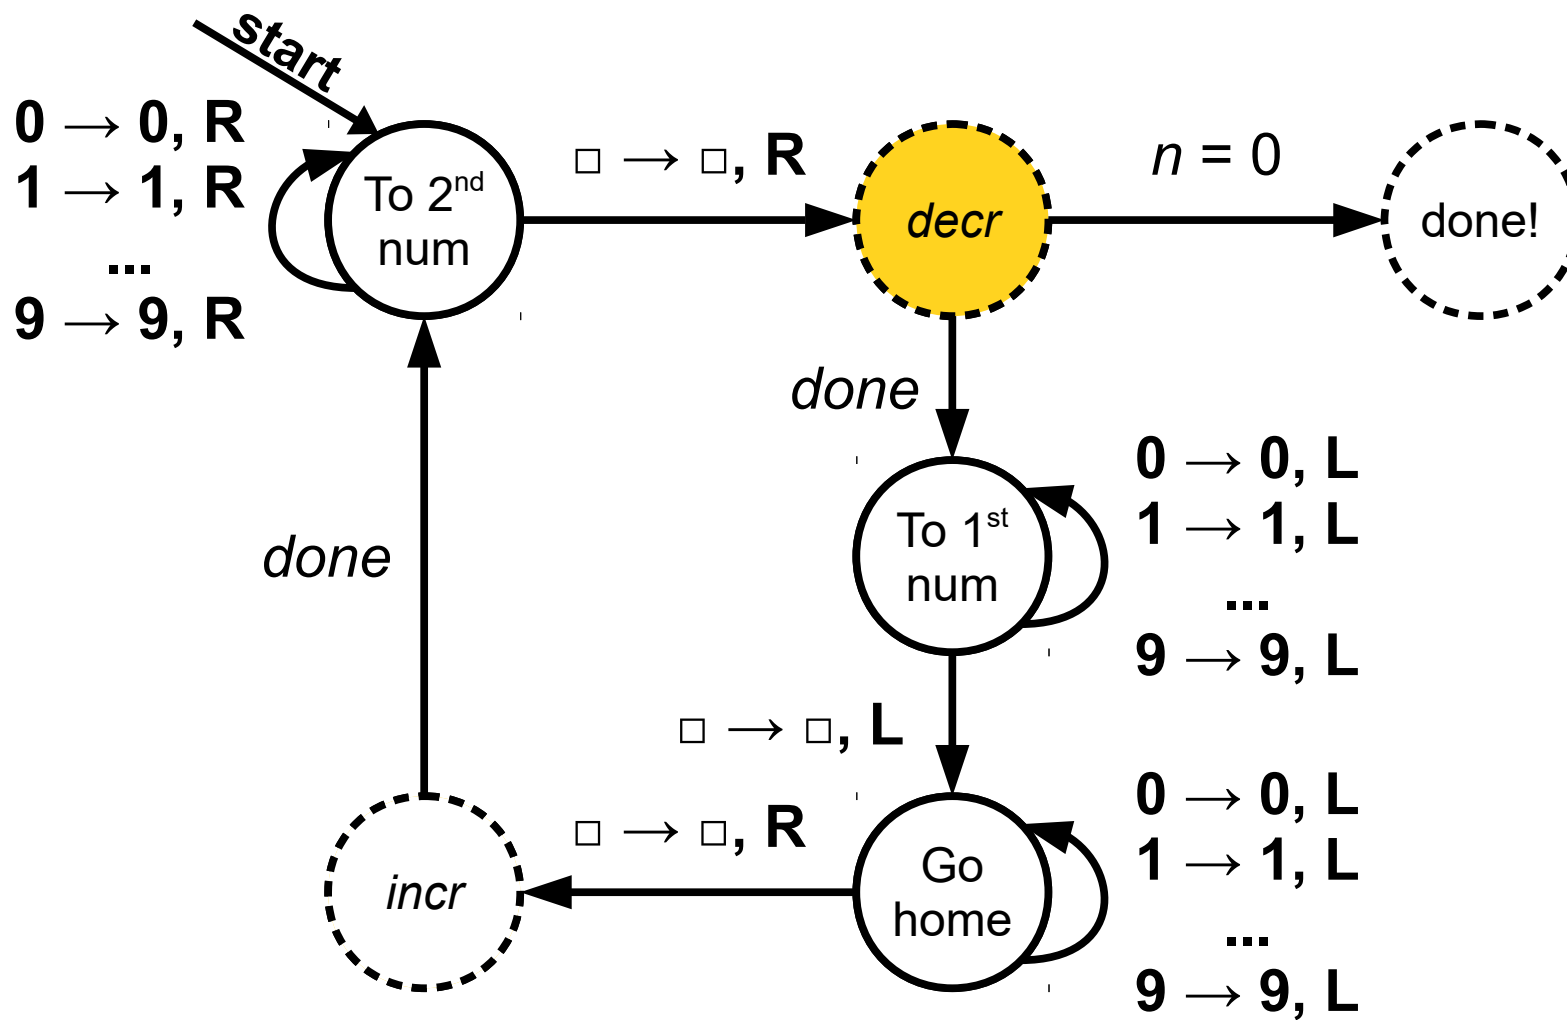 start
0 → 0, R
1 → 1, R
...
9 → 9, R
To 2nd
num
□ → □, R
decr
n = 0
done!
done
0 → 0, L
1 → 1, L
...
9 → 9, L
To 1st
num
done
□ → □, L
0 → 0, L
1 → 1, L
...
9 → 9, L
□ → □, R
Go
home
incr